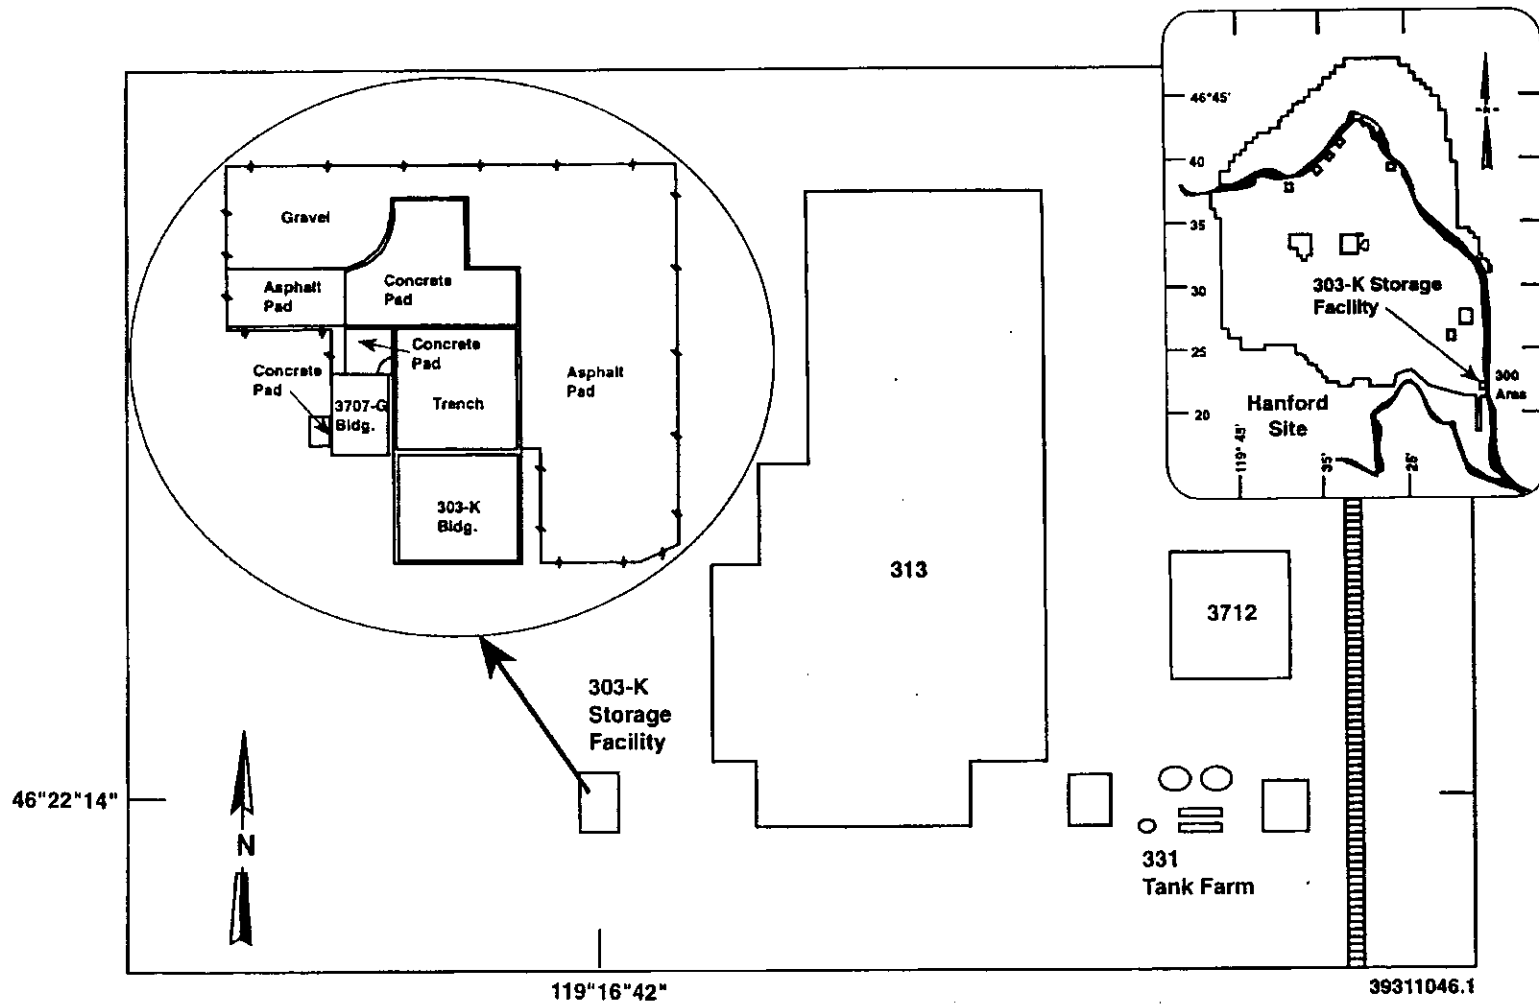 Gravel
Asphalt
Pad
Concrete
Pad
Concrete
Pad
Concrete
Pad
3707-G
Bldg.
Trench
Asphalt
Pad
303-K
Bldg.
313
3712
303-K
Storage
Facility
331
Tank Farm
N
46"22"14"
119"16"42"
39311046.1
46°45'
40
35
30
25
20
303-K Storage
Facility
300
Area
Hanford
Site
119° 45'
35'
25'